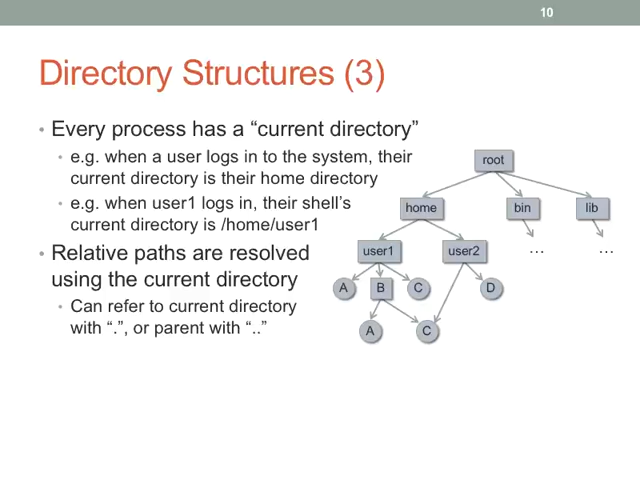 10
Directory Structures (3)
• Every process has a “current directory”
• e.g. when a user logs in to the system, their
current directory is their home directory
• e.g. when user1 logs in, their shell’s
current directory is /home/user1
• Relative paths are resolved
using the current directory
• Can refer to current directory
with “.”, or parent with “..”
root
home bin lib
user1 user2 … …
A B C D
A C